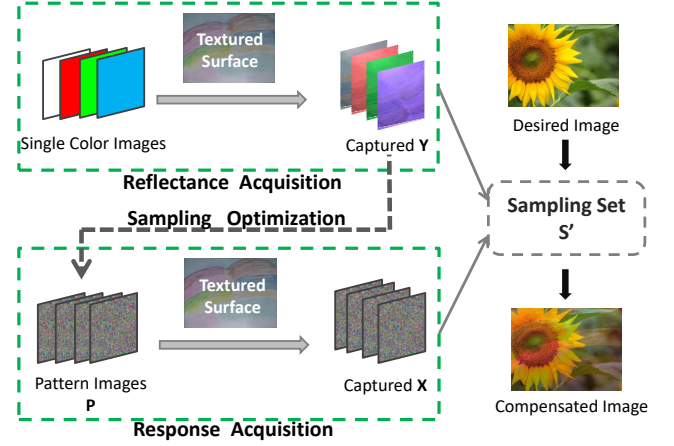 Textured
Surface
Single Color Images
Captured Y
Reflectance Acquisition
Sampling Optimization
Textured
Surface
Pattern Images
P
Captured X
Response Acquisition
Desired Image
Sampling Set
S’
Compensated Image